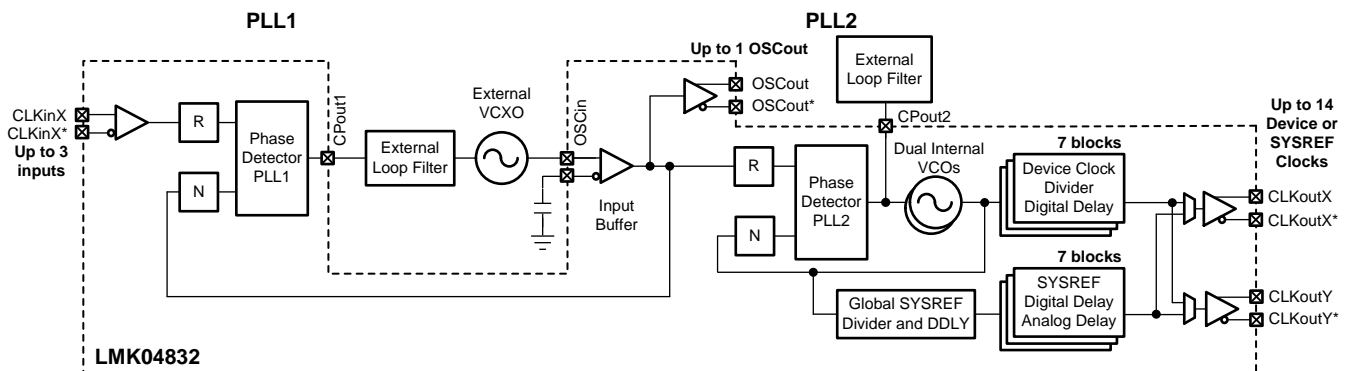 PLL1
PLL2
Up to 1 OSCout
External
Loop Filter
OSCout
OSCout*
CPout2
Up to 14
Device or
SYSREF
Clocks
CLKinX
CLKinX*
Up to 3
inputs
R
N
Phase
Detector
PLL1
CPout1
External
Loop Filter
External
VCXO
OSCin
Input
Buffer
R
N
Phase
Detector
PLL2
Dual Internal
VCOs
7 blocks
Device Clock
Divider
Digital Delay
CLKoutX
CLKoutX*
Global SYSREF
Divider and DDLY
7 blocks
SYSREF
Digital Delay
Analog Delay
CLKoutY
CLKoutY*
LMK04832